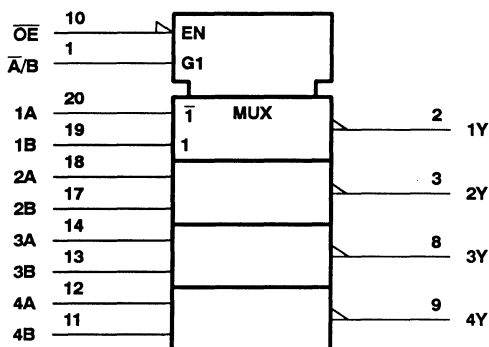 O̅E̅ 10 EN
A̅/B 1 G1
1A 20 1̅ MUX 2 1Y
1B 19 1
2A 18 3 2Y
2B 17
3A 14 8 3Y
3B 13
4A 12 9 4Y
4B 11